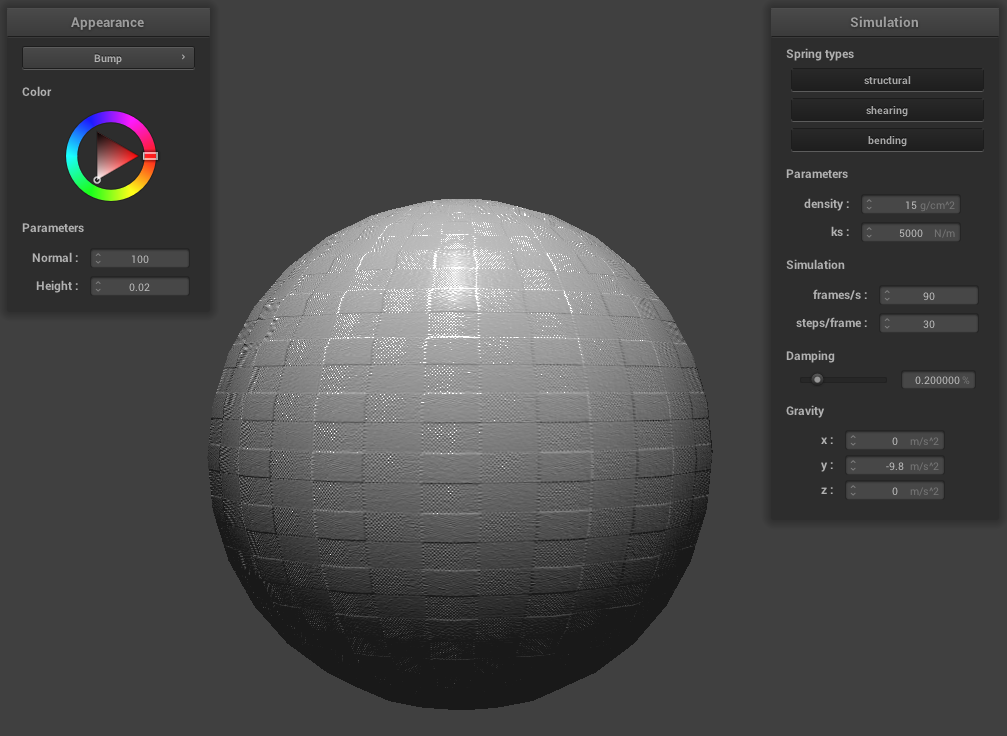 Appearance
Bump
Color
Parameters
Normal : 100
Height : 0.02
Simulation
Spring types
structural
shearing
bending
Parameters
density : 15 g/cm^2
ks : 5000 N/m
Simulation
frames/s : 90
steps/frame : 30
Damping
0.200000 %
Gravity
x : 0 m/s^2
y : -9.8 m/s^2
z : 0 m/s^2